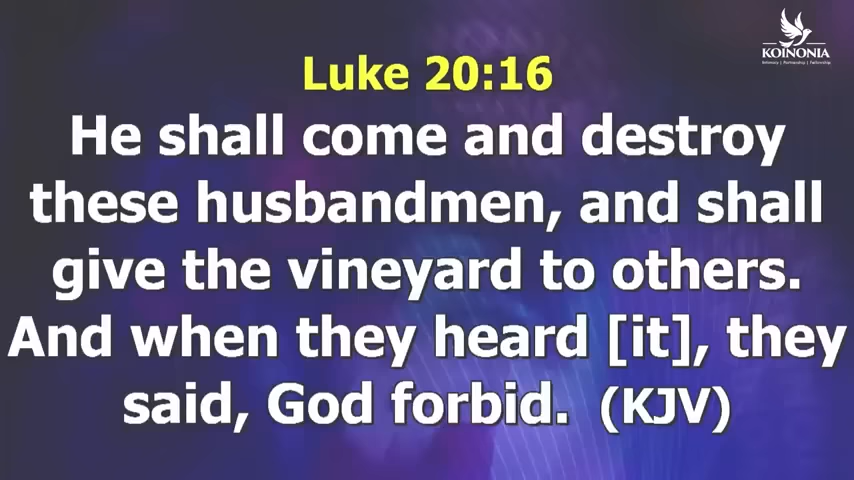 KOINONIA
Luke 20:16
He shall come and destroy
these husbandmen, and shall
give the vineyard to others.
And when they heard [it], they
said, God forbid. (KJV)